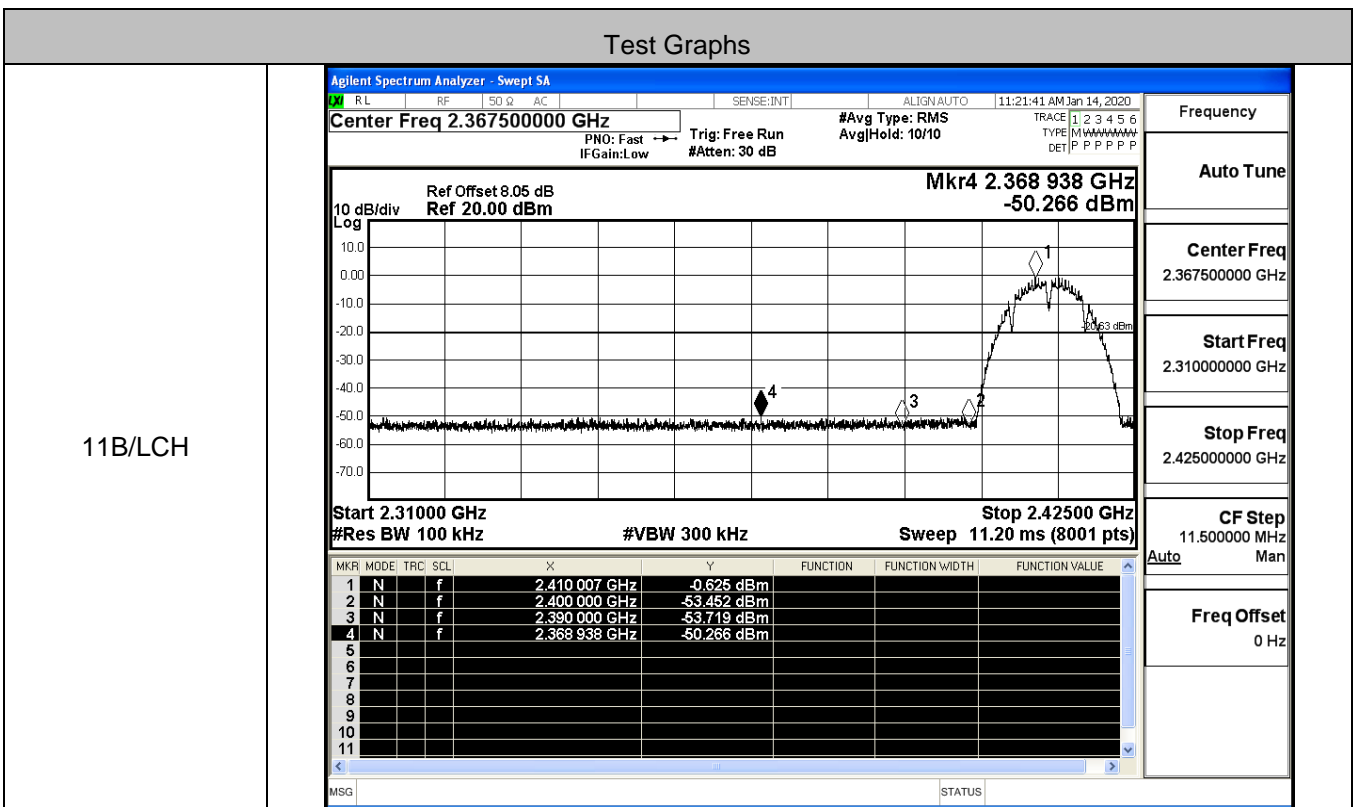 Test Graphs
11B/LCH
Agilent Spectrum Analyzer - Swept SA
LXI RL RF 50 Ω AC SENSE:INT ALIGN AUTO 11:21:41 AM Jan 14, 2020
Center Freq 2.367500000 GHz
PNO: Fast
IFGain:Low
Trig: Free Run
#Atten: 30 dB
#Avg Type: RMS
Avg|Hold: 10/10
TRACE 1 2 3 4 5 6
TYPE M
DET P P P P P P
Mkr4 2.368 938 GHz
-50.266 dBm
Ref Offset 8.05 dB
10 dB/div Ref 20.00 dBm
Log
10.0
0.00
-10.0
-20.0
-30.0
-40.0
-50.0
-60.0
-70.0
1
-20.63 dBm
4
3
2
Start 2.31000 GHz Stop 2.42500 GHz
#Res BW 100 kHz #VBW 300 kHz Sweep 11.20 ms (8001 pts)
MKR MODE TRC SCL X Y FUNCTION FUNCTION WIDTH FUNCTION VALUE
1 N f 2.410 007 GHz -0.625 dBm
2 N f 2.400 000 GHz -53.452 dBm
3 N f 2.390 000 GHz -53.719 dBm
4 N f 2.368 938 GHz -50.266 dBm
5
6
7
8
9
10
11
MSG STATUS
Frequency
Auto Tune
Center Freq
2.367500000 GHz
Start Freq
2.310000000 GHz
Stop Freq
2.425000000 GHz
CF Step
11.500000 MHz
Auto Man
Freq Offset
0 Hz